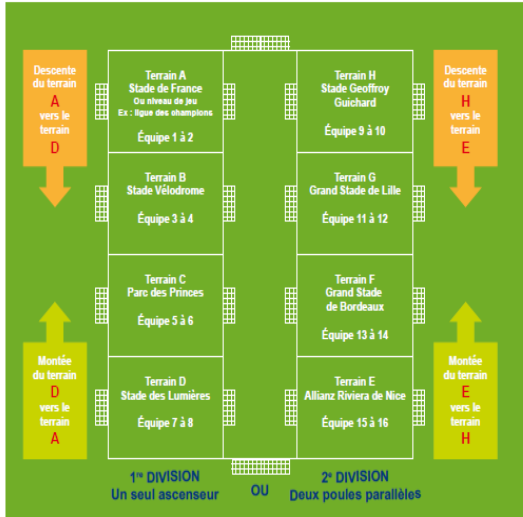 Descente
du terrain
A
vers le
terrain
D
Montée
du terrain
D
vers le
terrain
A
Terrain A
Stade de France
Ou niveau de jeu
Ex : ligue des champions
Équipe 1 à 2
Terrain B
Stade Vélodrome
Équipe 3 à 4
Terrain C
Parc des Princes
Équipe 5 à 6
Terrain D
Stade des Lumières
Équipe 7 à 8
Terrain H
Stade Geoffroy
Guichard
Équipe 9 à 10
Terrain G
Grand Stade de Lille
Équipe 11 à 12
Terrain F
Grand Stade
de Bordeaux
Équipe 13 à 14
Terrain E
Allianz Riviera de Nice
Équipe 15 à 16
Descente
du terrain
H
vers le
terrain
E
Montée
du terrain
E
vers le
terrain
H
1re DIVISION
Un seul ascenseur
OU
2e DIVISION
Deux poules parallèles